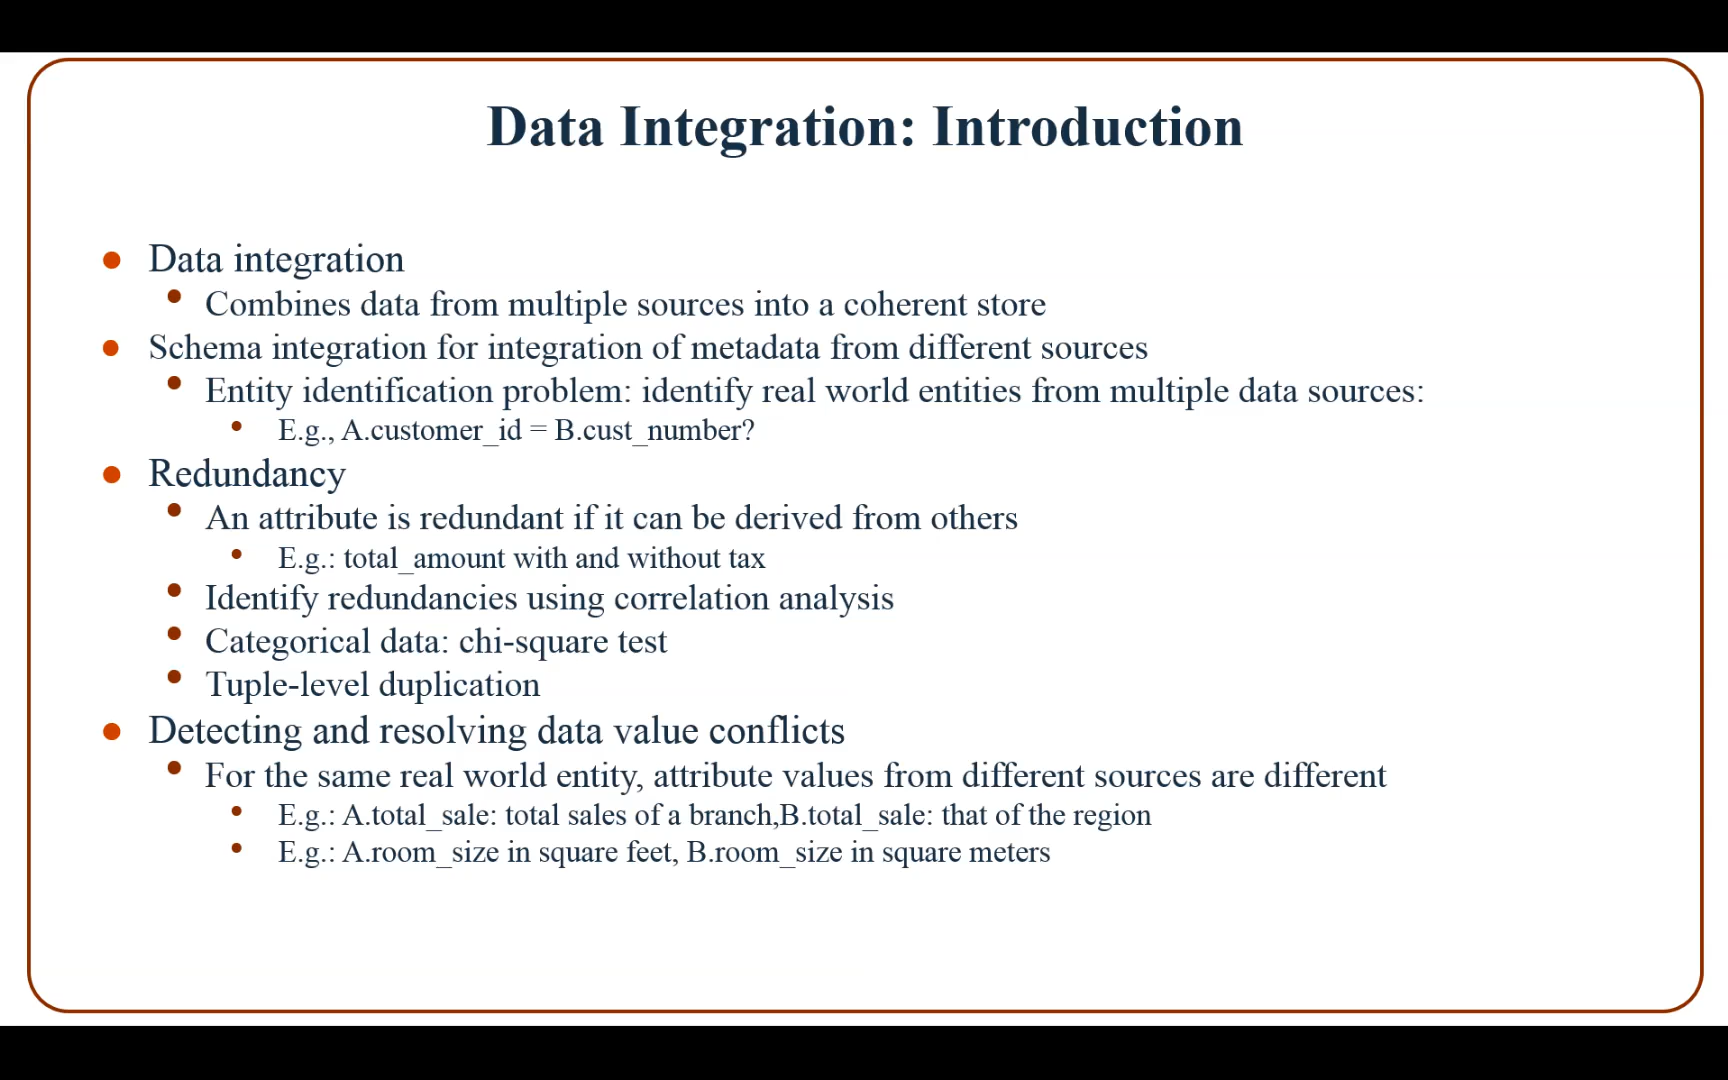 Data Integration: Introduction
Data integration
Combines data from multiple sources into a coherent store
Schema integration for integration of metadata from different sources
Entity identification problem: identify real world entities from multiple data sources:
E.g., A.customer_id = B.cust_number?
Redundancy
An attribute is redundant if it can be derived from others
E.g.: total_amount with and without tax
Identify redundancies using correlation analysis
Categorical data: chi-square test
Tuple-level duplication
Detecting and resolving data value conflicts
For the same real world entity, attribute values from different sources are different
E.g.: A.total_sale: total sales of a branch,B.total_sale: that of the region
E.g.: A.room_size in square feet, B.room_size in square meters